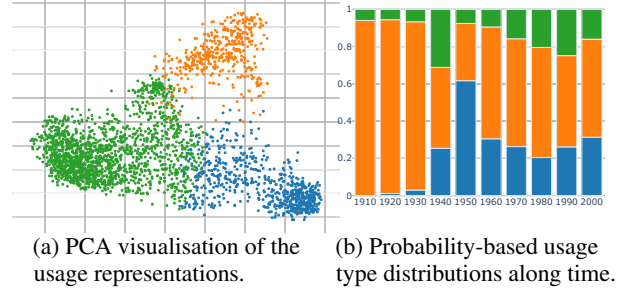 1
0.8
0.6
0.4
0.2
0
1910 1920 1930 1940 1950 1960 1970 1980 1990 2000
(a) PCA visualisation of the
usage representations.
(b) Probability-based usage
type distributions along time.